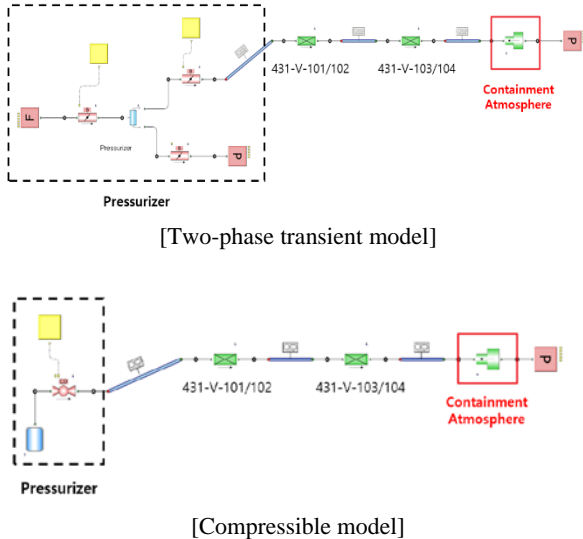 431-V-101/102
431-V-103/104
Containment
Atmosphere
F
P
Pressurizer
P
Pressurizer
[Two-phase transient model]
431-V-101/102
431-V-103/104
P
Containment
Atmosphere
Pressurizer
[Compressible model]